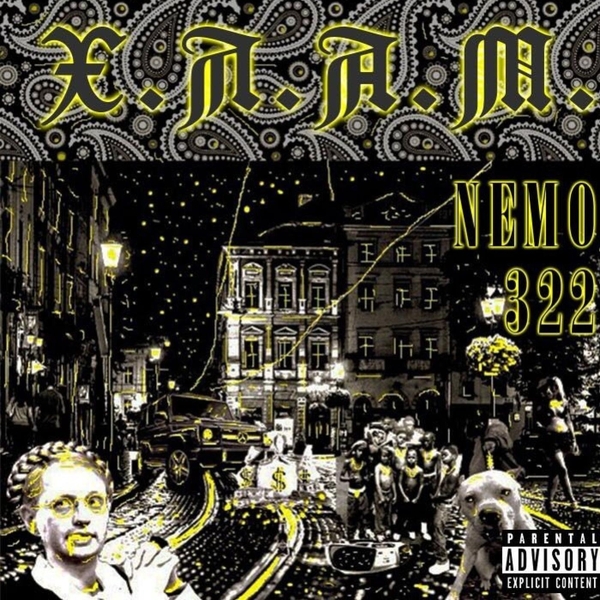 Х.Л.А.М.
NEMO
322
$
$
PARENTAL
ADVISORY
EXPLICIT CONTENT